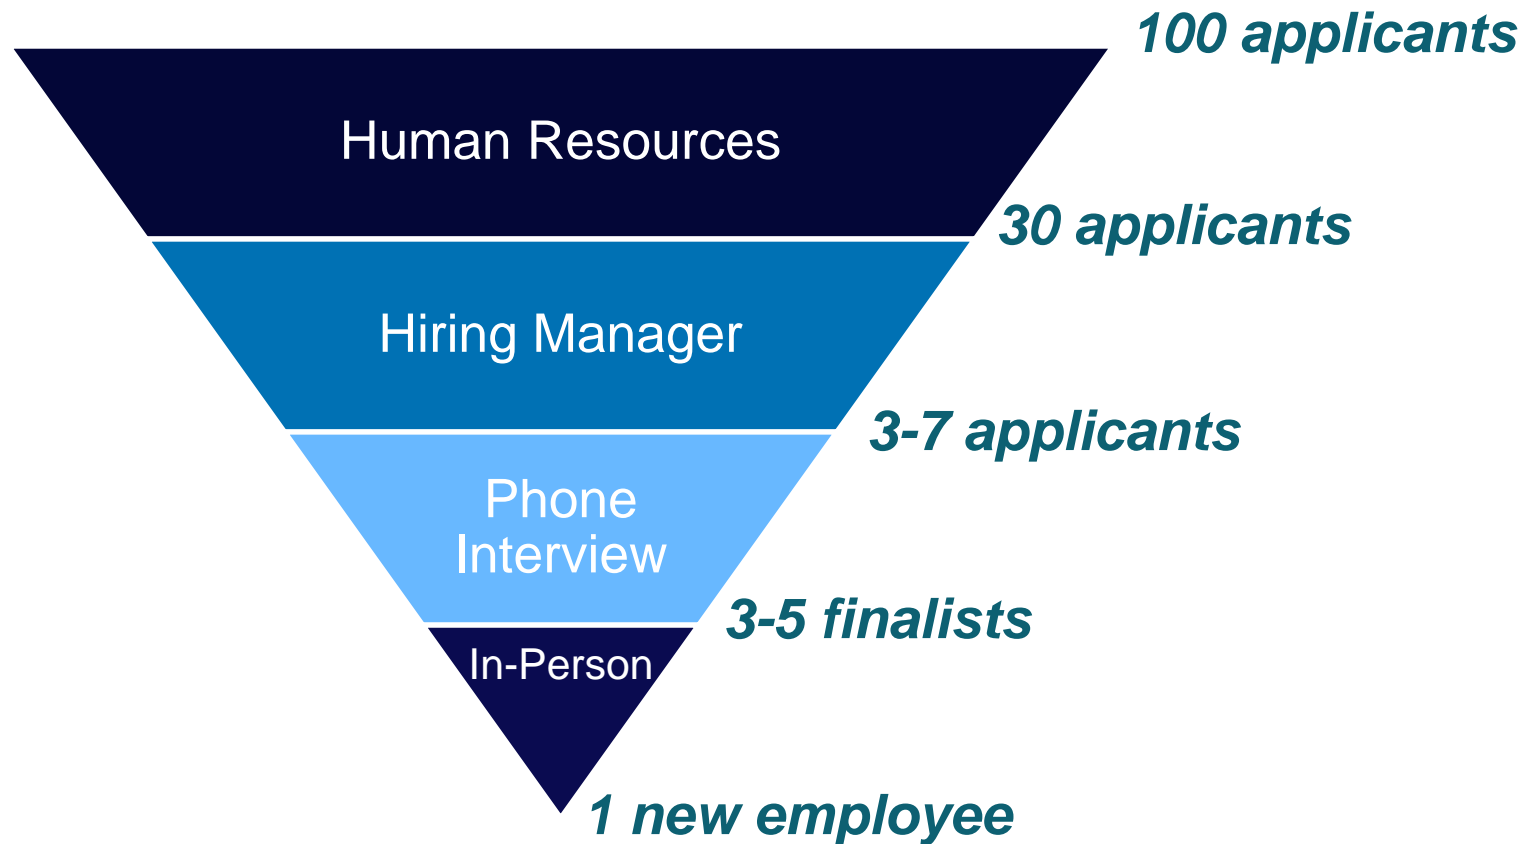 100 applicants
Human Resources
30 applicants
Hiring Manager
3-7 applicants
Phone
Interview
3-5 finalists
In-Person
1 new employee